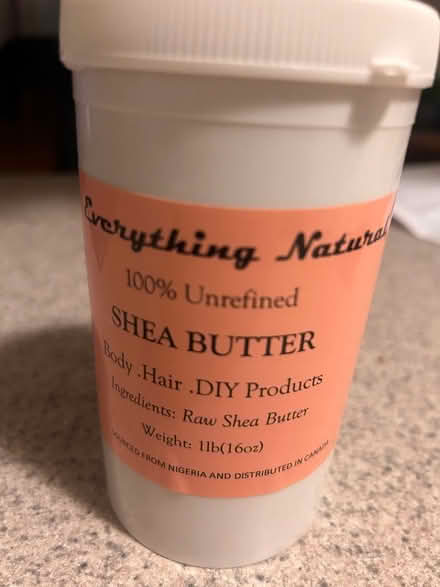 Everything Natural
100% Unrefined
SHEA BUTTER
Body .Hair .DIY Products
Ingredients: Raw Shea Butter
Weight: 1lb(16oz)
SOURCED FROM NIGERIA AND DISTRIBUTED IN CANADA